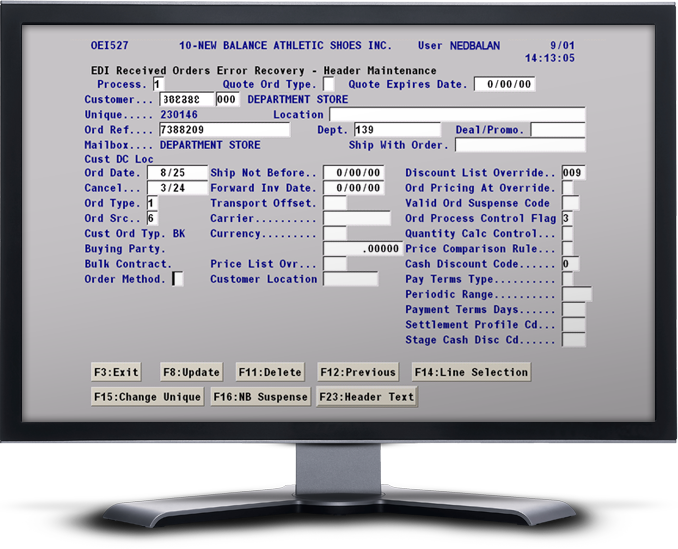 OEI527 10-NEW BALANCE ATHLETIC SHOES INC. User NEDBALAN 9/01
14:13:05
EDI Received Orders Error Recovery - Header Maintenance
Process. 1 Quote Ord Type. Quote Expires Date. 0/00/00
Customer... 000 DEPARTMENT STORE
Unique..... 230146 Location
Ord Ref.... 7388209 Dept. 139 Deal/Promo.
Mailbox.... DEPARTMENT STORE Ship With Order.
Cust DC Loc
Ord Date. 8/25 Ship Not Before.. 0/00/00 Discount List Override.. 009
Cancel... 3/24 Forward Inv Date. 0/00/00 Ord Pricing At Override.
Ord Type. 1 Transport Offset. Valid Ord Suspense Code
Ord Src.. 6 Carrier.......... Ord Process Control Flag 3
Cust Ord Typ. BK Currency......... Quantity Calc Control...
Buying Party. .00000 Price Comparison Rule...
Bulk Contract. Price List Ovr... Cash Discount Code...... 0
Order Method. Customer Location Pay Terms Type..........
Periodic Range..........
Payment Terms Days......
Settlement Profile Cd...
Stage Cash Disc Cd......
F3:Exit F8:Update F11:Delete F12:Previous F14:Line Selection
F15:Change Unique F16:NB Suspense F23:Header Text